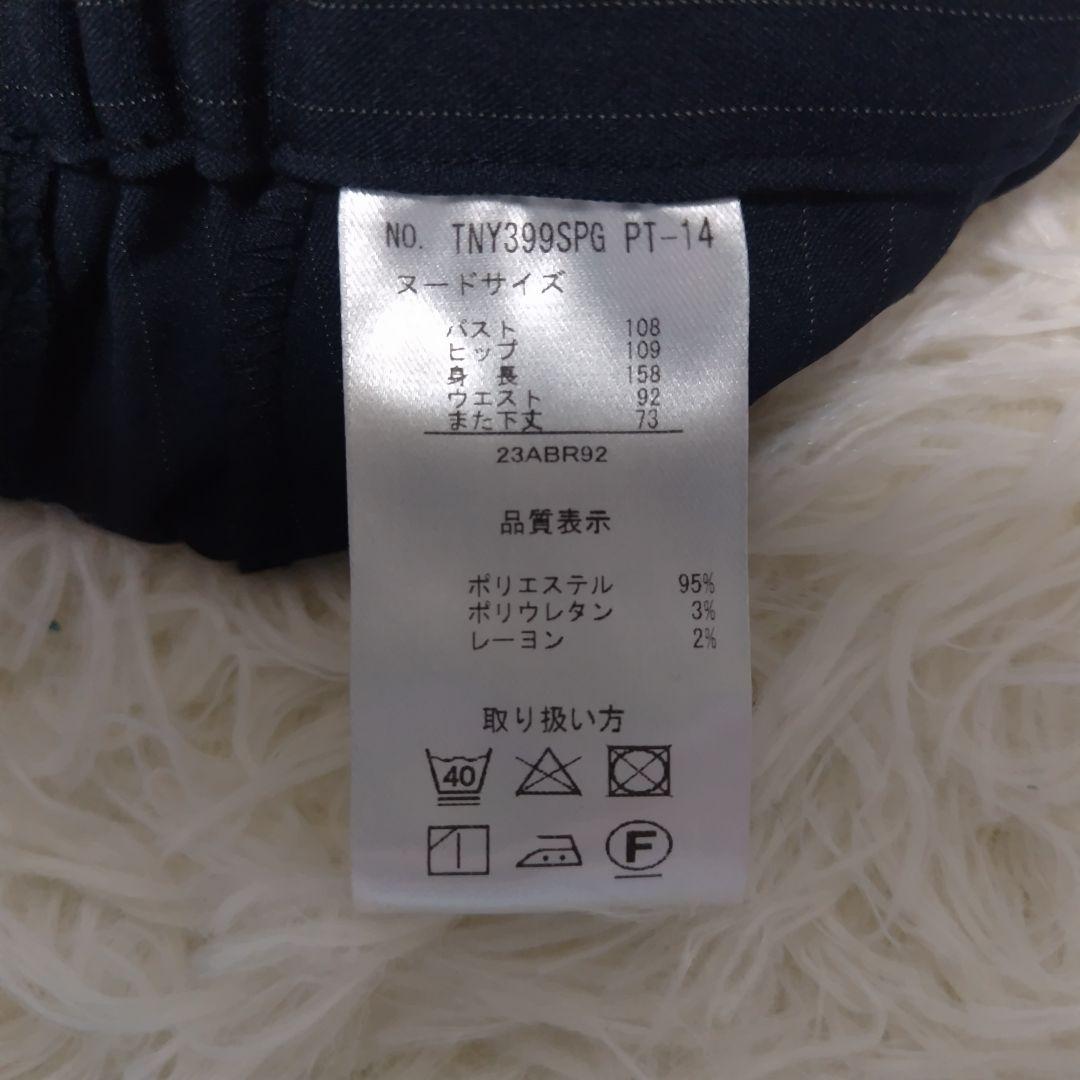 NO. TNY399SPG PT-14
ヌードサイズ
バスト 108
ヒップ 109
身 長 158
ウエスト 92
また下丈 73
23ABR92
品質表示
ポリエステル 95%
ポリウレタン 3%
レーヨン 2%
取り扱い方
40
F